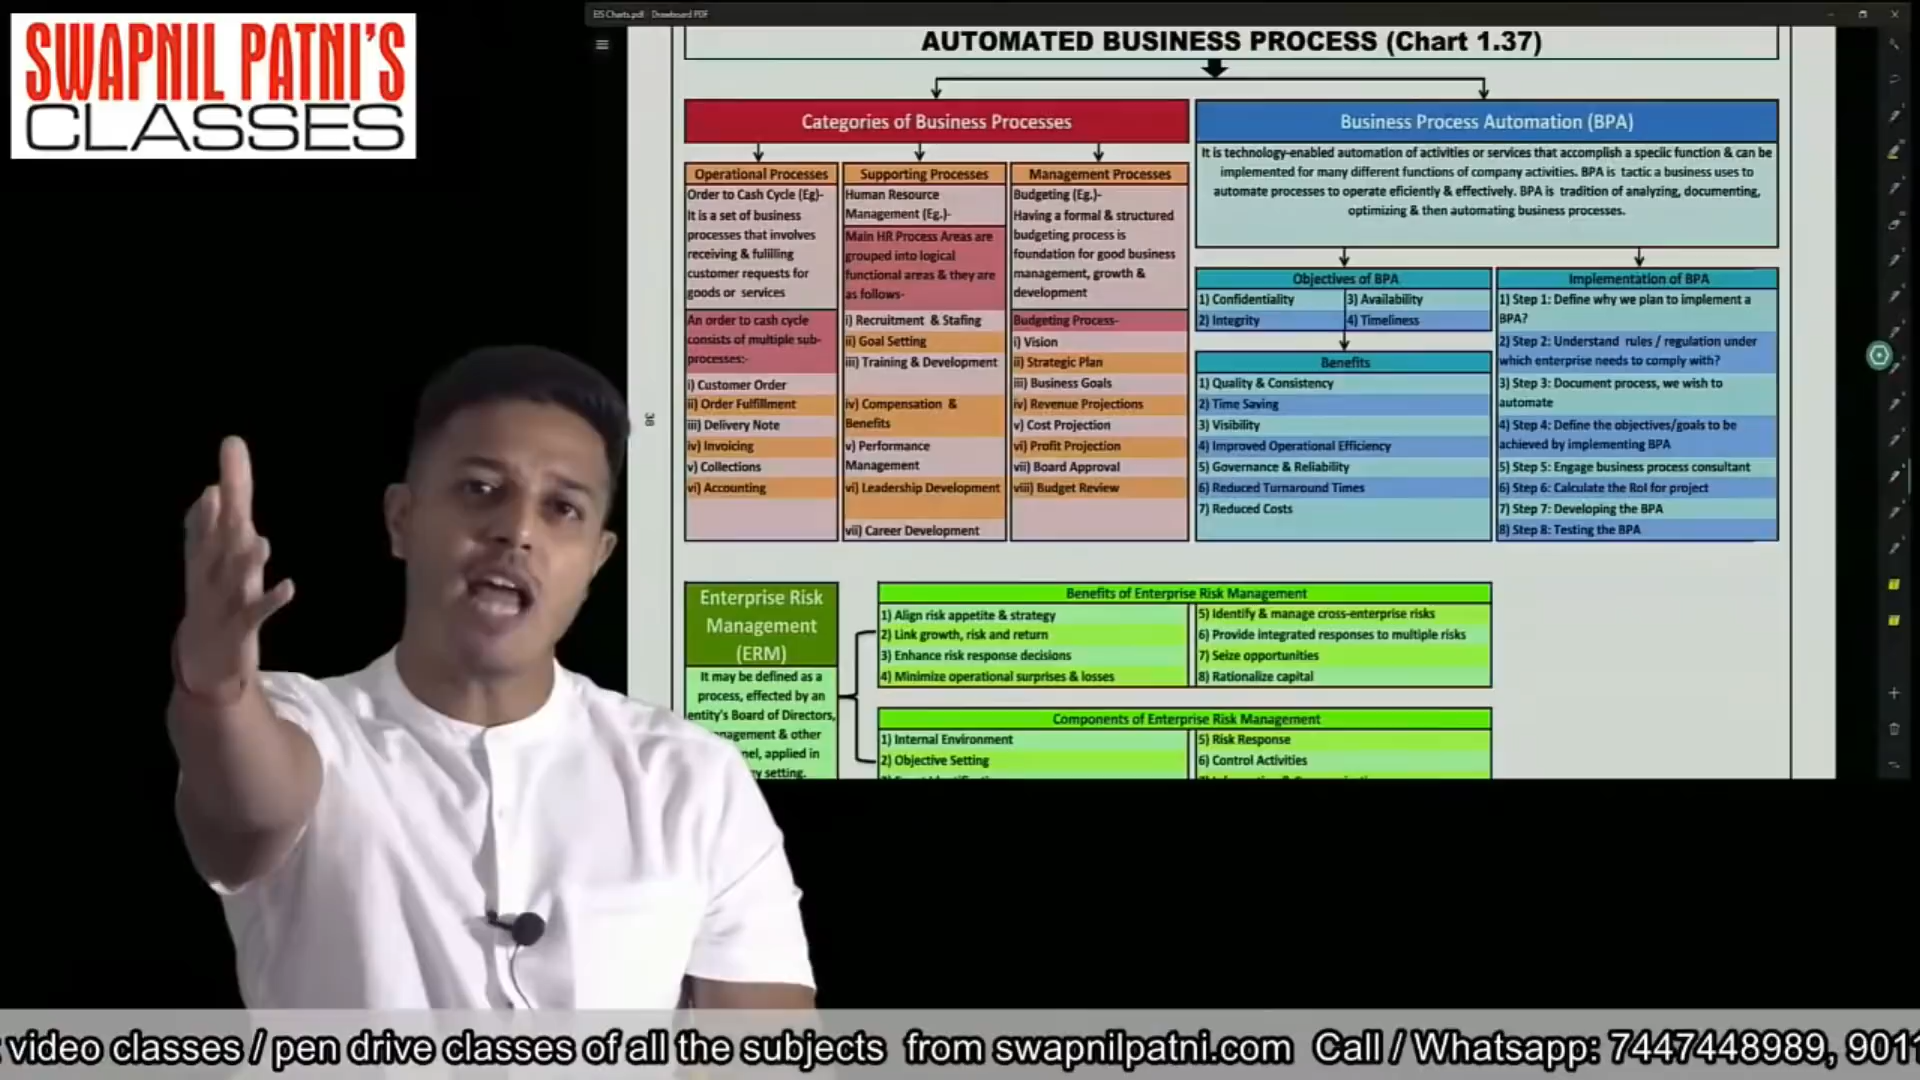 SWAPNIL PATNI'S
CLASSES
EIS Charts.pdf
Drawboard PDF
AUTOMATED BUSINESS PROCESS (Chart 1.37)
Categories of Business Processes
Operational Processes
Order to Cash Cycle (Eg)-
It is a set of business
processes that involves
receiving & fulilling
customer requests for
goods or services
An order to cash cycle
consists of multiple sub-
processes:-
i) Customer Order
ii) Order Fulfillment
iii) Delivery Note
iv) Invoicing
v) Collections
vi) Accounting
Supporting Processes
Human Resource
Management (Eg.)-
Main HR Process Areas are
grouped into logical
functional areas & they are
as follows-
i) Recruitment & Stafing
ii) Goal Setting
iii) Training & Development
iv) Compensation &
Benefits
v) Performance
Management
vi) Leadership Development
vii) Career Development
Management Processes
Budgeting (Eg.)-
Having a formal & structured
budgeting process is
foundation for good business
management, growth &
development
Budgeting Process-
i) Vision
ii) Strategic Plan
iii) Business Goals
iv) Revenue Projections
v) Cost Projection
vi) Profit Projection
vii) Board Approval
viii) Budget Review
Business Process Automation (BPA)
It is technology-enabled automation of activities or services that accomplish a speciic function & can be
implemented for many different functions of company activities. BPA is tactic a business uses to
automate processes to operate eficiently & effectively. BPA is tradition of analyzing, documenting,
optimizing & then automating business processes.
Objectives of BPA
1) Confidentiality
3) Availability
2) Integrity
4) Timeliness
Benefits
1) Quality & Consistency
2) Time Saving
3) Visibility
4) Improved Operational Efficiency
5) Governance & Reliability
6) Reduced Turnaround Times
7) Reduced Costs
Implementation of BPA
1) Step 1: Define why we plan to implement a
BPA?
2) Step 2: Understand rules / regulation under
which enterprise needs to comply with?
3) Step 3: Document process, we wish to
automate
4) Step 4: Define the objectives/goals to be
achieved by implementing BPA
5) Step 5: Engage business process consultant
6) Step 6: Calculate the RoI for project
7) Step 7: Developing the BPA
8) Step 8: Testing the BPA
38
Enterprise Risk
Management
(ERM)
It may be defined as a
process, effected by an
entity's Board of Directors,
nagement & other
nel, applied in
y setting.
Benefits of Enterprise Risk Management
1) Align risk appetite & strategy
2) Link growth, risk and return
3) Enhance risk response decisions
4) Minimize operational surprises & losses
5) Identify & manage cross-enterprise risks
6) Provide integrated responses to multiple risks
7) Seize opportunities
8) Rationalize capital
Components of Enterprise Risk Management
1) Internal Environment
2) Objective Setting
5) Risk Response
6) Control Activities
video classes / pen drive classes of all the subjects from swapnilpatni.com Call / Whatsapp: 7447448989, 9011